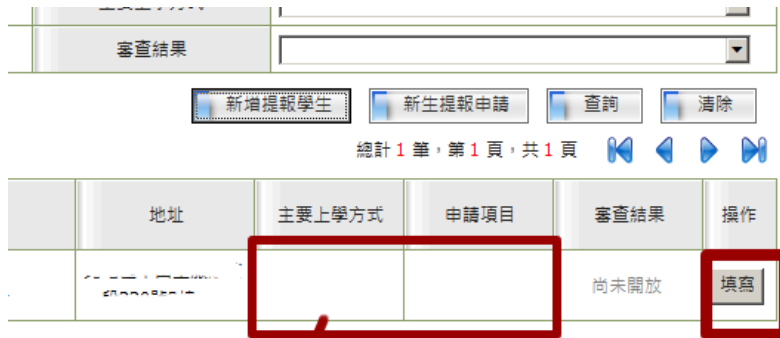 審查結果
新增提報學生 新生提報申請 查詢 清除
總計 1 筆，第 1 頁，共 1 頁
地址 主要上學方式 申請項目 審查結果 操作
尚未開放 填寫